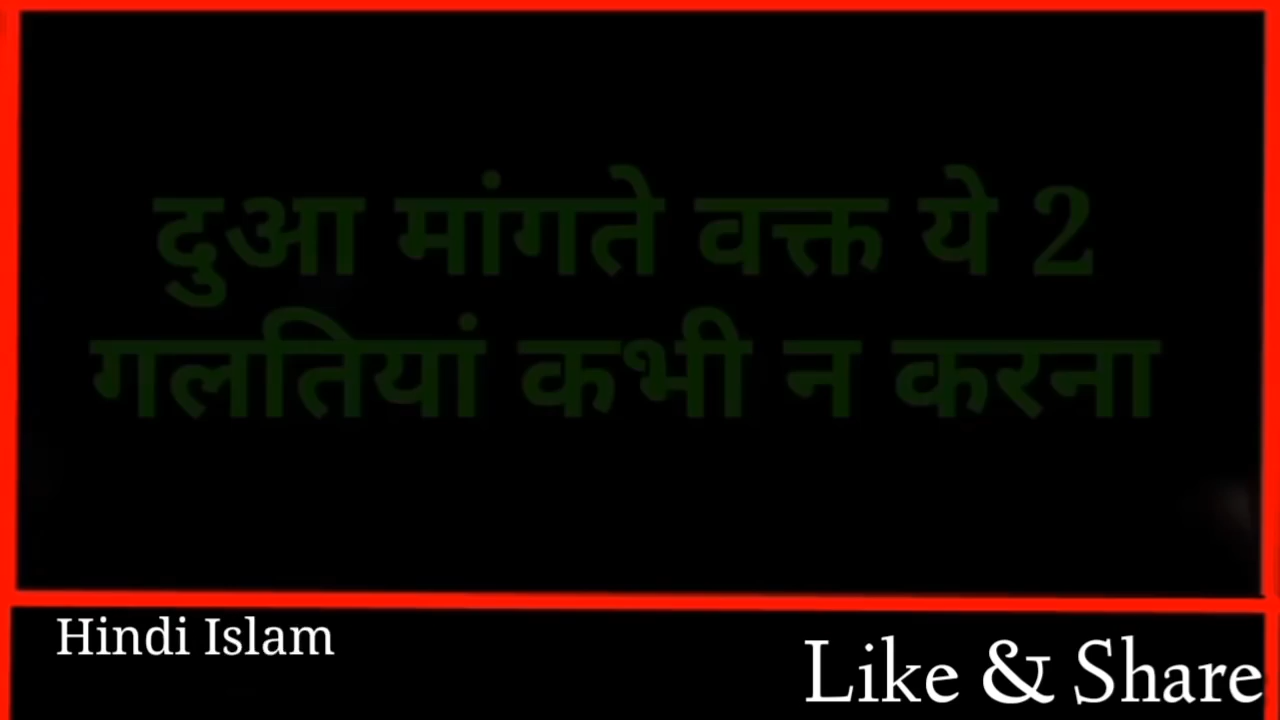 दुआ मांगते वक्त ये 2
गलतियां कभी न करना
Hindi Islam
Like & Share